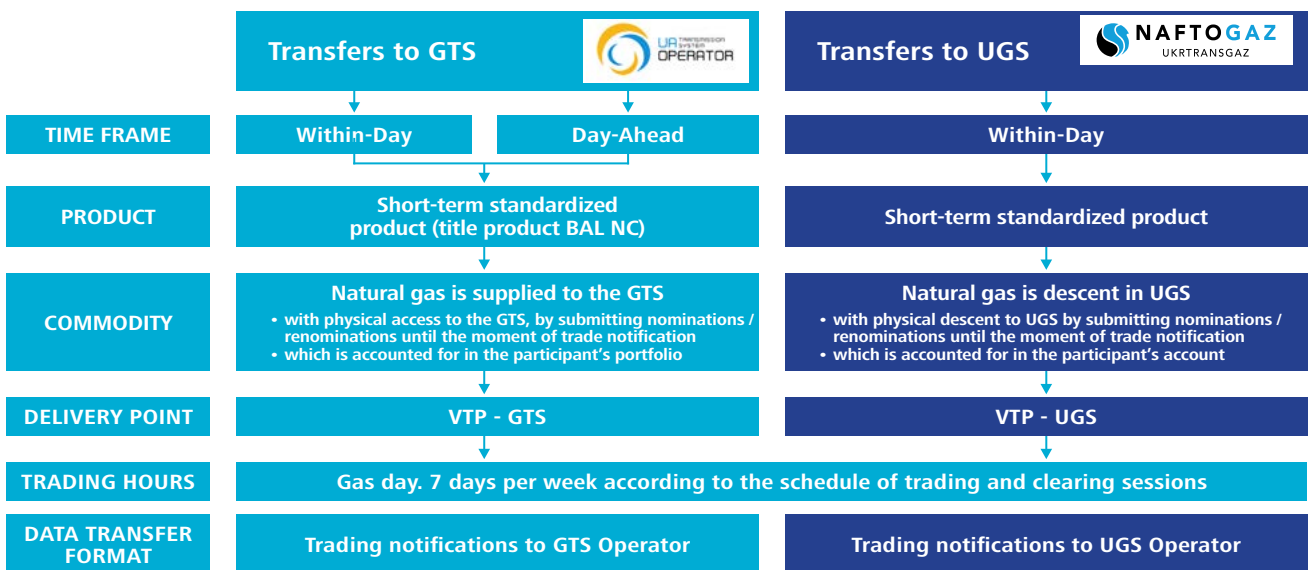 Transfers to GTS
UA TRANSMISSION
SYSTEM
OPERATOR
Transfers to UGS
NAFTOGAZ
UKRTRANSGAZ
TIME FRAME
Within-Day
Day-Ahead
Within-Day
PRODUCT
Short-term standardized
product (title product BAL NC)
Short-term standardized product
COMMODITY
Natural gas is supplied to the GTS
• with physical access to the GTS, by submitting nominations /
renominations until the moment of trade notification
• which is accounted for in the participant’s portfolio
Natural gas is descent in UGS
• with physical descent to UGS by submitting nominations /
renominations until the moment of trade notification
• which is accounted for in the participant’s account
DELIVERY POINT
VTP - GTS
VTP - UGS
TRADING HOURS
Gas day. 7 days per week according to the schedule of trading and clearing sessions
DATA TRANSFER
FORMAT
Trading notifications to GTS Operator
Trading notifications to UGS Operator